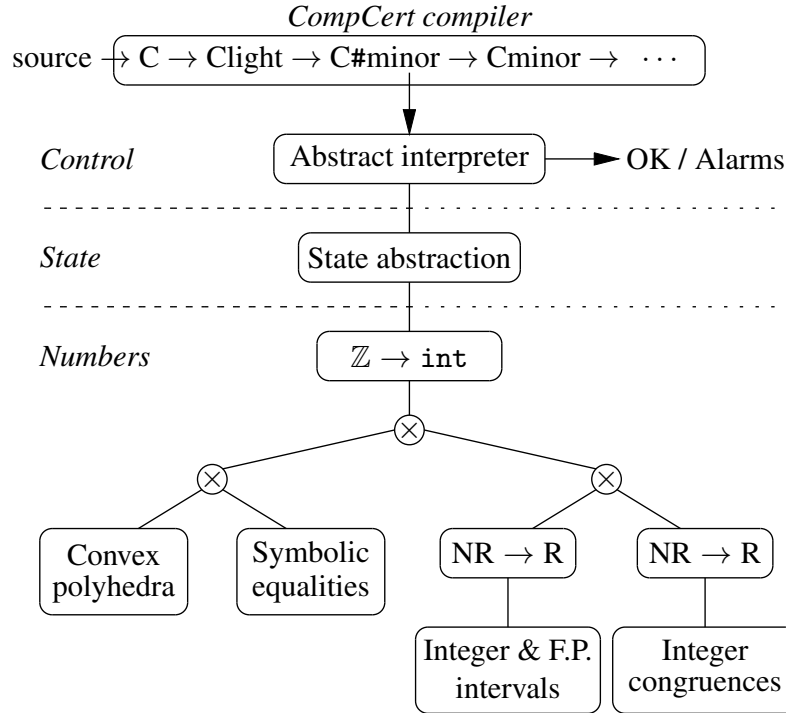 CompCert compiler
source → C → Clight → C#minor → Cminor → ⋯
Control
Abstract interpreter
OK / Alarms
State
State abstraction
Numbers
ℤ → int
×
×
×
Convex
polyhedra
Symbolic
equalities
NR → R
NR → R
Integer & F.P.
intervals
Integer
congruences